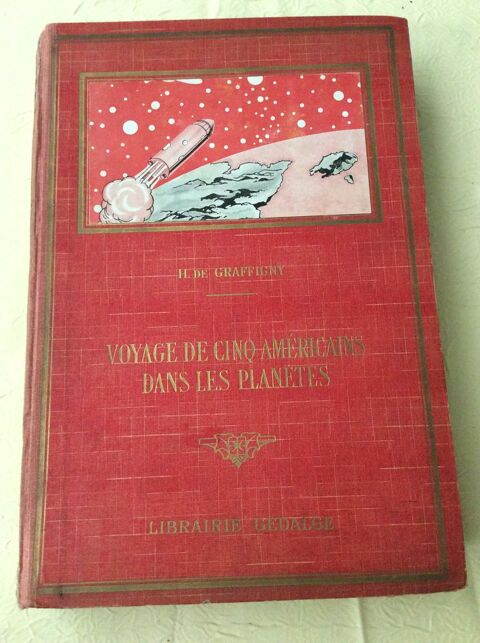 H. DE GRAFFIGNY
VOYAGE DE CINQ AMÉRICAINS
DANS LES PLANÈTES
LIBRAIRIE GEDALGE